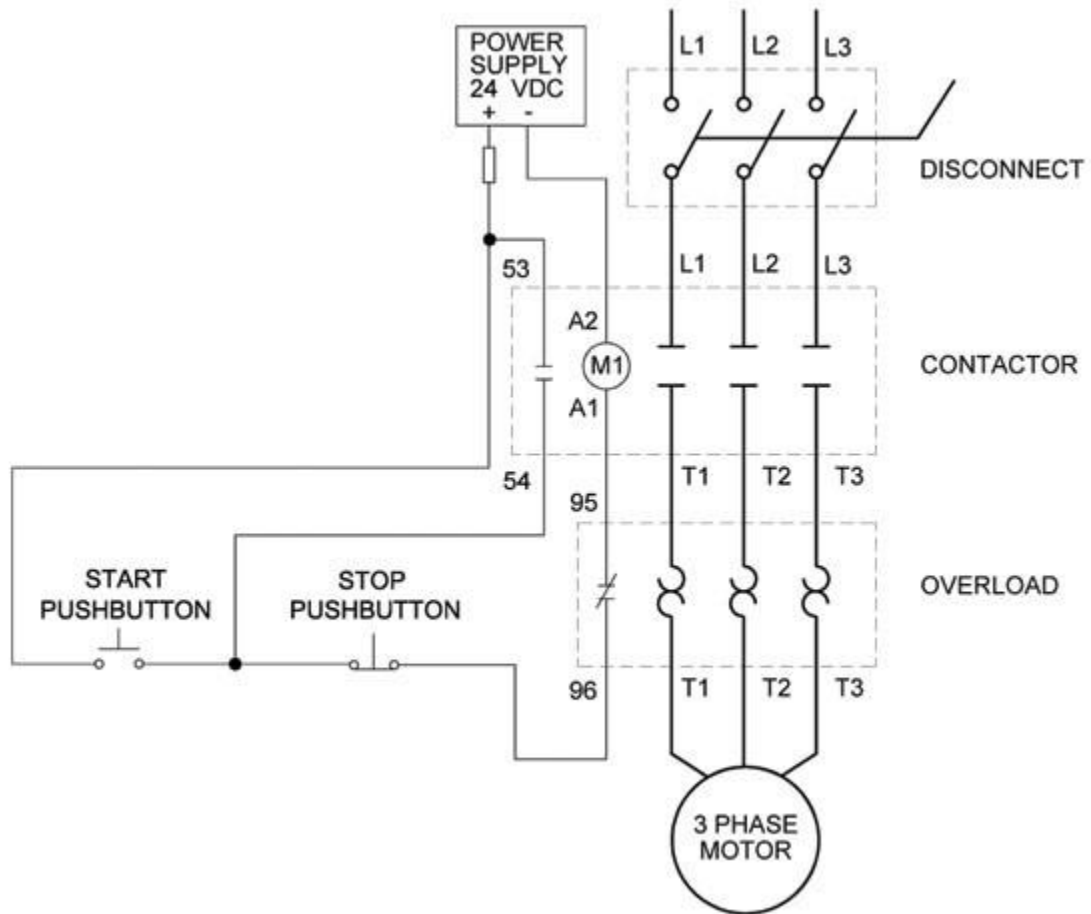 L1 L2 L3
POWER
SUPPLY
24 VDC
+ -
DISCONNECT
53
L1 L2 L3
A2
M1
CONTACTOR
A1
54
T1 T2 T3
95
START
PUSHBUTTON
STOP
PUSHBUTTON
OVERLOAD
96
T1 T2 T3
3 PHASE
MOTOR